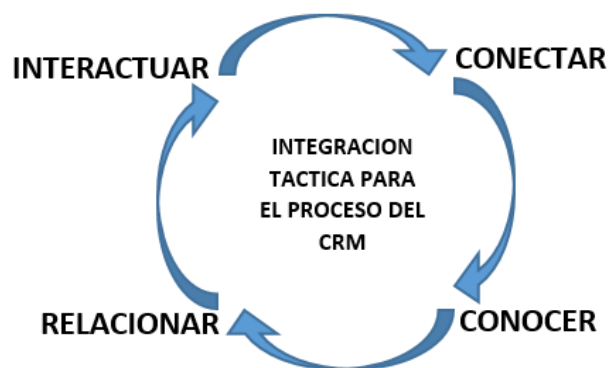 INTERACTUAR
CONECTAR
INTEGRACION
TACTICA PARA
EL PROCESO DEL
CRM
RELACIONAR
CONOCER